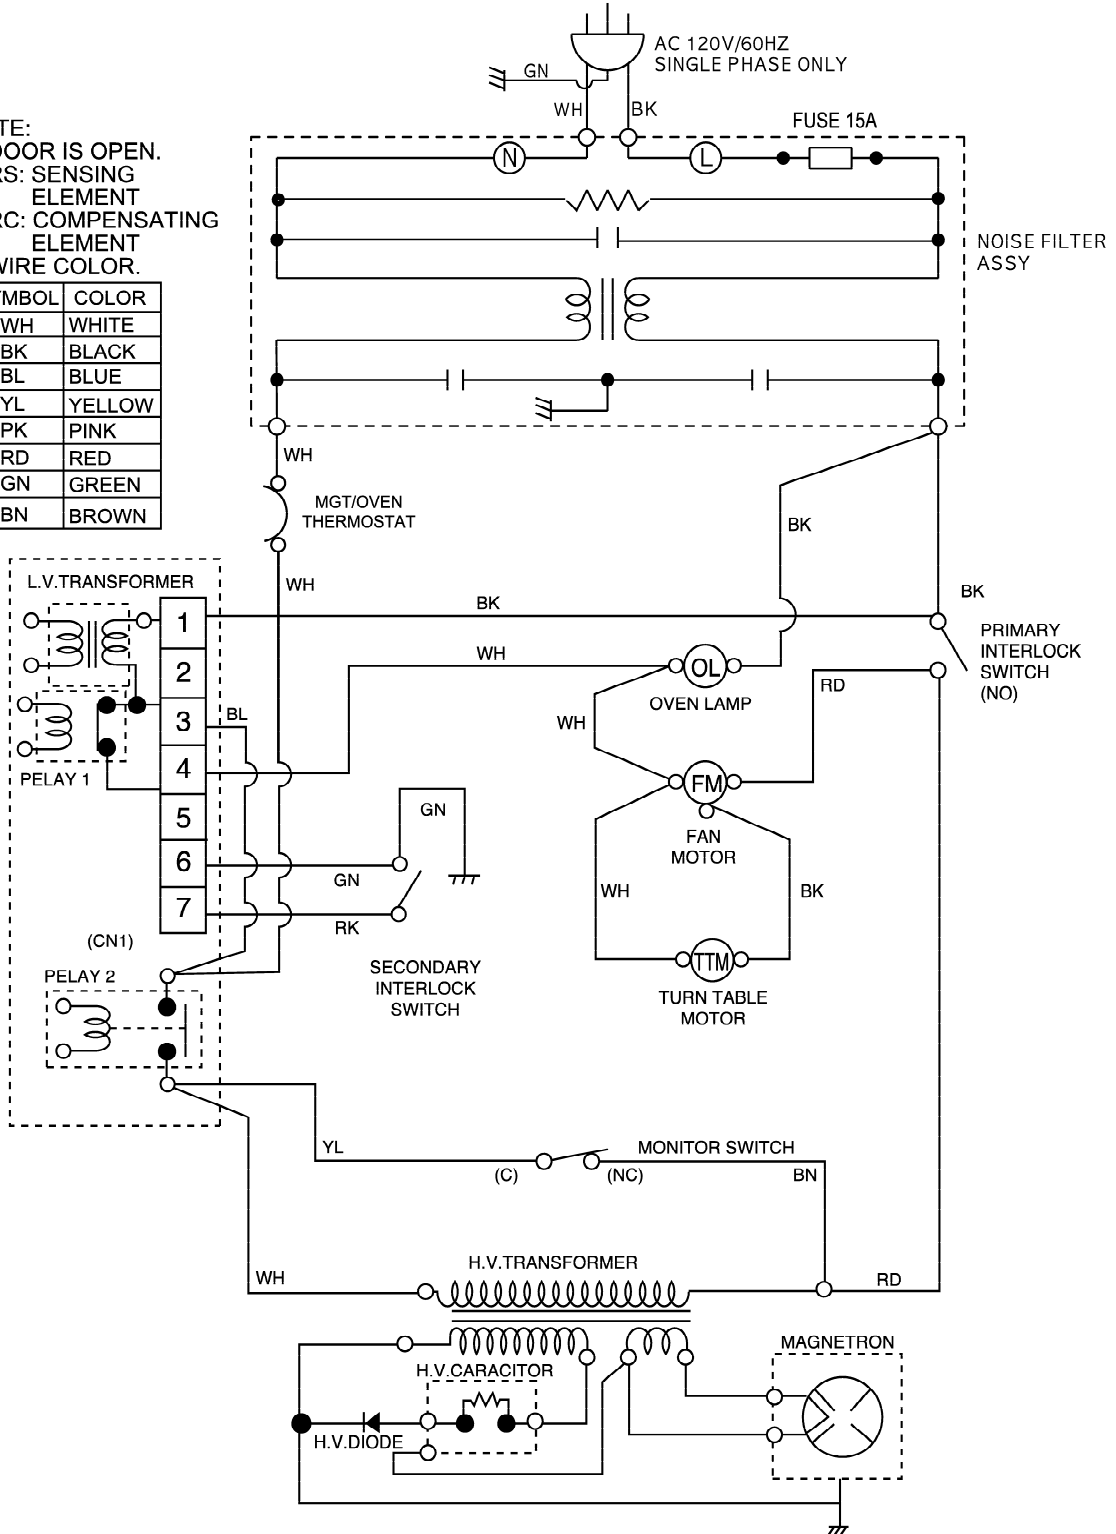 AC 120V/60HZ
SINGLE PHASE ONLY
GN
WH
BK
FUSE 15A
TE:
DOOR IS OPEN.
RS: SENSING
ELEMENT
RC: COMPENSATING
ELEMENT
WIRE COLOR.
YMBOL COLOR
WH WHITE
BK BLACK
BL BLUE
YL YELLOW
PK PINK
RD RED
GN GREEN
BN BROWN
N
L
NOISE FILTER
ASSY
WH
MGT/OVEN
THERMOSTAT
BK
WH
L.V.TRANSFORMER
1
2
3
4
5
6
7
BK
BK
PRIMARY
INTERLOCK
SWITCH
(NO)
WH
OL
OVEN LAMP
RD
BL
WH
PELAY 1
FM
FAN
MOTOR
GN
GN
WH
BK
RK
(CN1)
PELAY 2
SECONDARY
INTERLOCK
SWITCH
TTM
TURN TABLE
MOTOR
YL
(C)
(NC)
MONITOR SWITCH
BN
H.V.TRANSFORMER
WH
RD
MAGNETRON
H.V.CARACITOR
H.V.DIODE